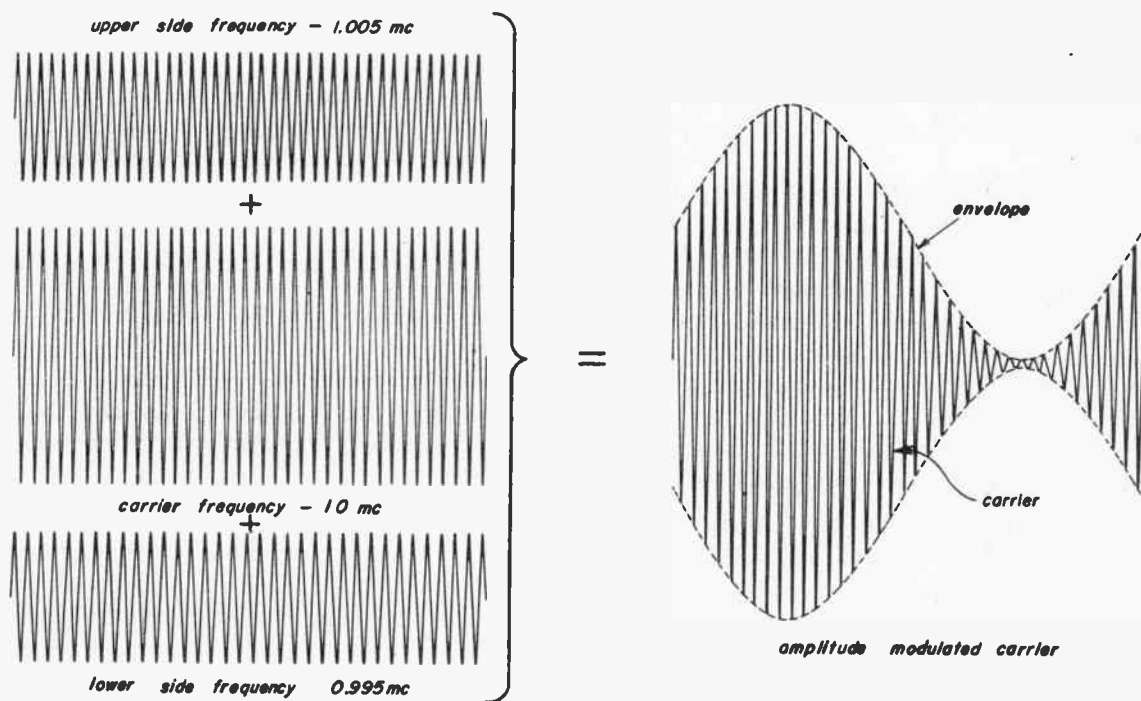 upper side frequency - 1.005 mc
+
carrier frequency - 10 mc
+
lower side frequency 0.995 mc
=
envelope
carrier
amplitude modulated carrier